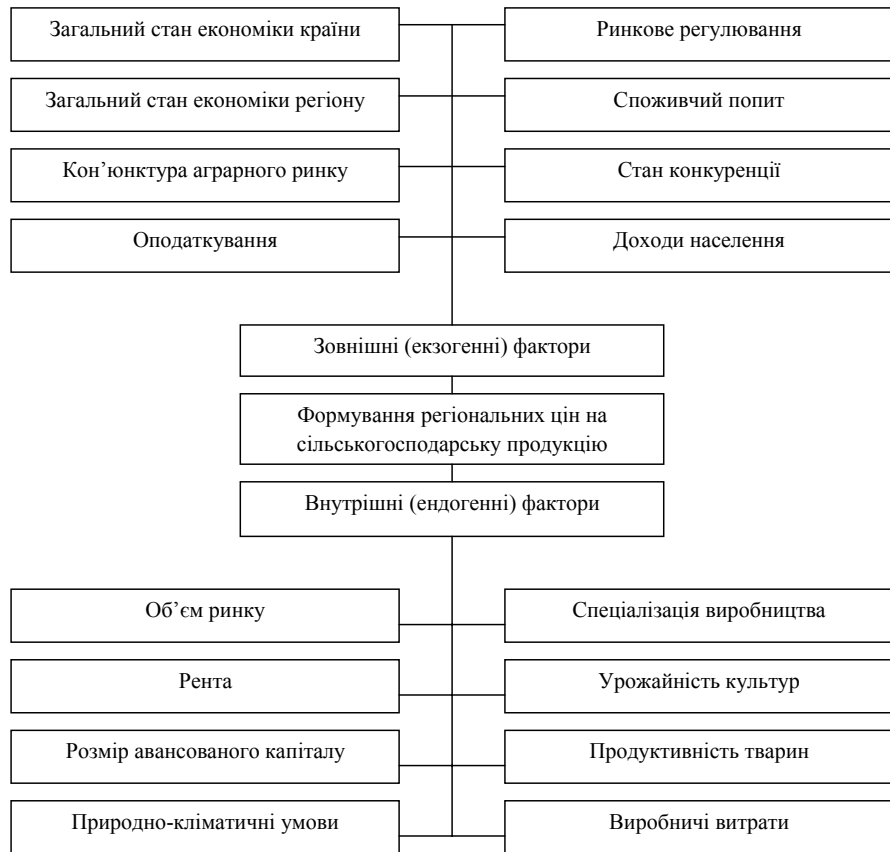 Загальний стан економіки країни
Ринкове регулювання
Загальний стан економіки регіону
Споживчий попит
Кон’юнктура аграрного ринку
Стан конкуренції
Оподаткування
Доходи населення
Зовнішні (екзогенні) фактори
Формування регіональних цін на
сільськогосподарську продукцію
Внутрішні (ендогенні) фактори
Об’єм ринку
Спеціалізація виробництва
Рента
Урожайність культур
Розмір авансованого капіталу
Продуктивність тварин
Природно-кліматичні умови
Виробничі витрати